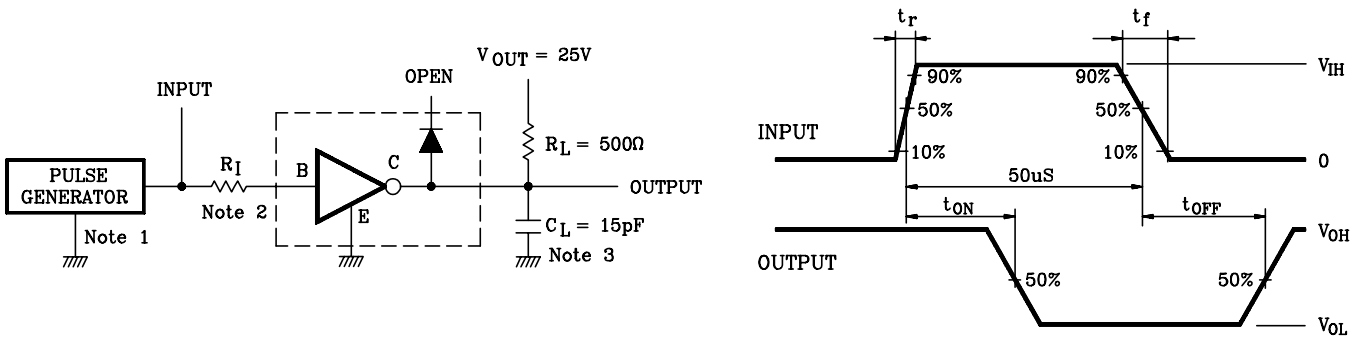 V OUT = 25V
OPEN
INPUT
PULSE
GENERATOR
R I
B
C
E
R L = 500Ω
OUTPUT
Note 1
Note 2
C L = 15pF
Note 3
t r
t f
90%
90%
V IH
50%
50%
INPUT
10%
10%
0
50uS
t ON
t OFF
V OH
OUTPUT
50%
50%
V OL